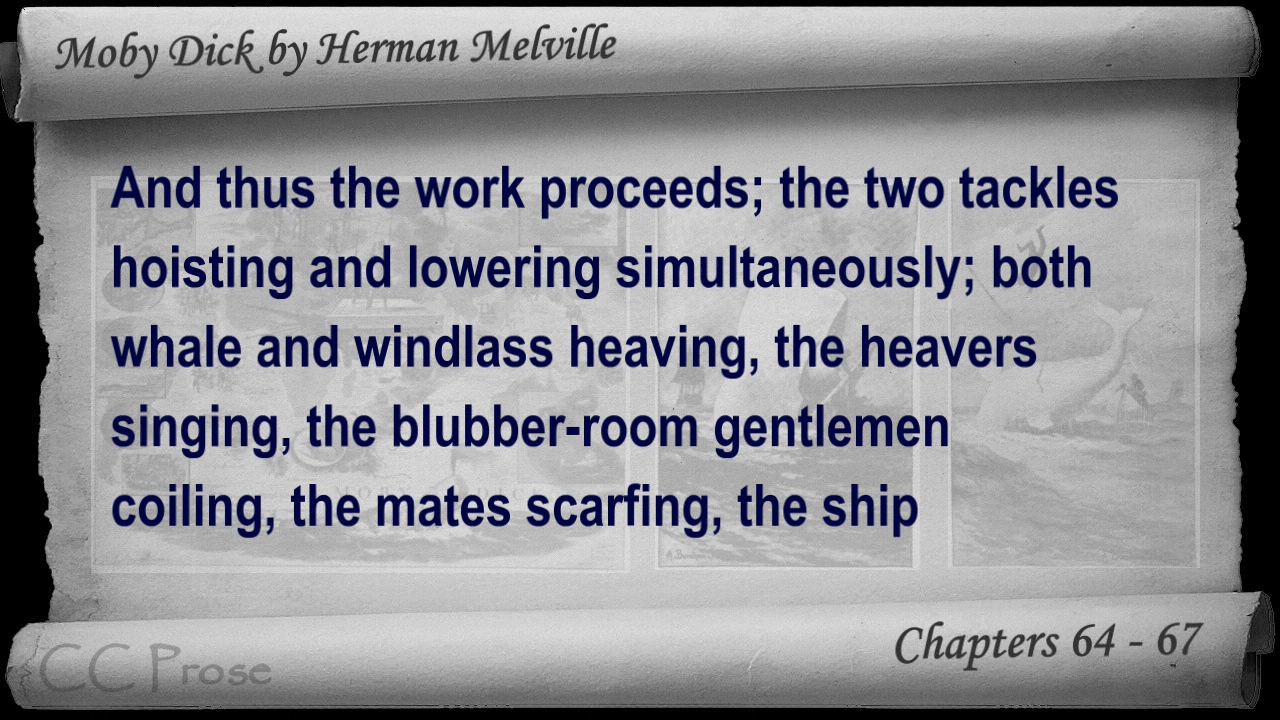 Moby Dick by Herman Melville
And thus the work proceeds; the two tackles
hoisting and lowering simultaneously; both
whale and windlass heaving, the heavers
singing, the blubber-room gentlemen
coiling, the mates scarfing, the ship
Chapters 64 - 67
CC Prose